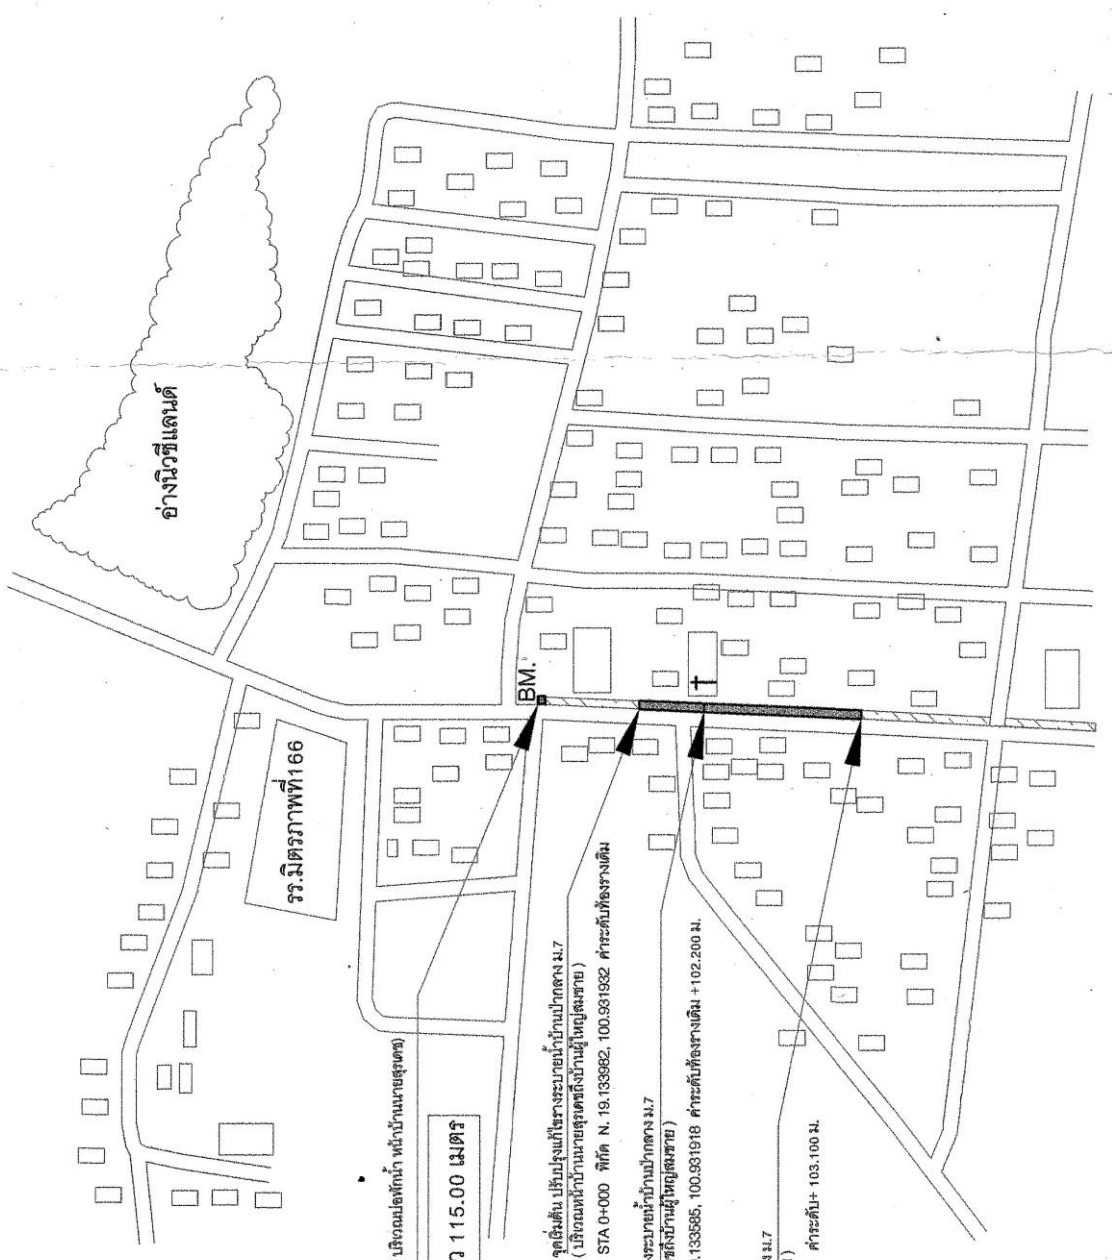 อ่างนิวซีแลนด์
รร.มิตรภาพที่166
BM.
บริเวณบ่อพักน้ำ หน้าบ้านนายสุรเดช)
115.00 เมตร
จุดเริ่มต้น ปรับปรุงแก้ไขรางระบายน้ำบ้านป่ากลาง ม.7
( บริเวณหน้าบ้านนายสุรเดชถึงบ้านผู้ใหญ่สมชาย )
STA 0+000 พิกัด N. 19.133982, 100.931932 ค่าระดับท้องรางเดิม
งระบายน้ำบ้านป่ากลาง ม.7
ชถึงบ้านผู้ใหญ่สมชาย )
.133585, 100.931918 ค่าระดับท้องรางเดิม +102.200 ม.
ง ม.7
)
ค่าระดับ+ 103.100 ม.